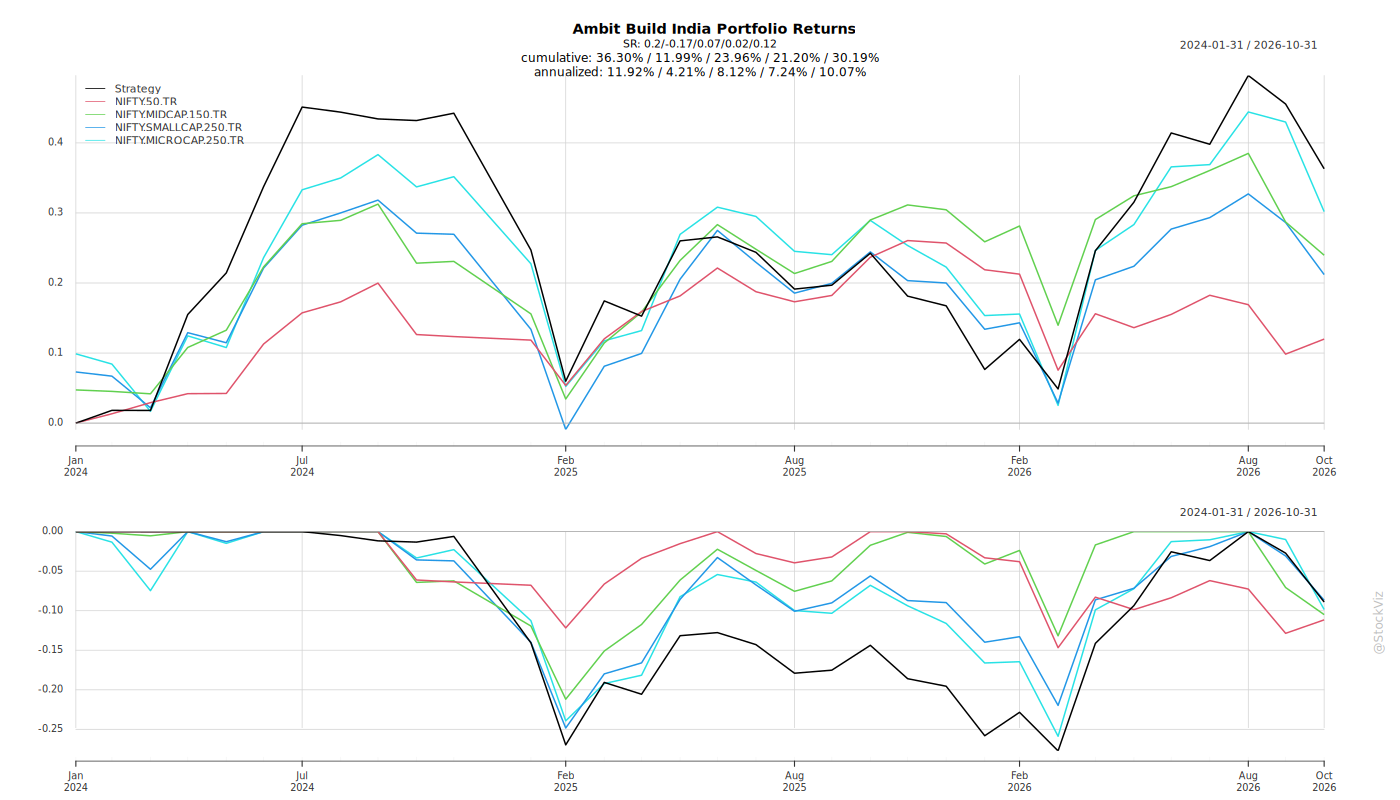 Ambit Build India Portfolio Returns
SR: 0.2/-0.17/0.07/0.02/0.12
cumulative: 36.30% / 11.99% / 23.96% / 21.20% / 30.19%
annualized: 11.92% / 4.21% / 8.12% / 7.24% / 10.07%
2024-01-31 / 2026-10-31
Strategy
NIFTY.50.TR
NIFTY.MIDCAP.150.TR
NIFTY.SMALLCAP.250.TR
NIFTY.MICROCAP.250.TR
0.4
0.3
0.2
0.1
0.0
Jan Jul Feb Aug Feb Aug Oct
2024 2024 2025 2025 2026 2026 2026
2024-01-31 / 2026-10-31
0.00
-0.05
-0.10
-0.15
-0.20
-0.25
Jan Jul Feb Aug Feb Aug Oct
2024 2024 2025 2025 2026 2026 2026
@StockViz